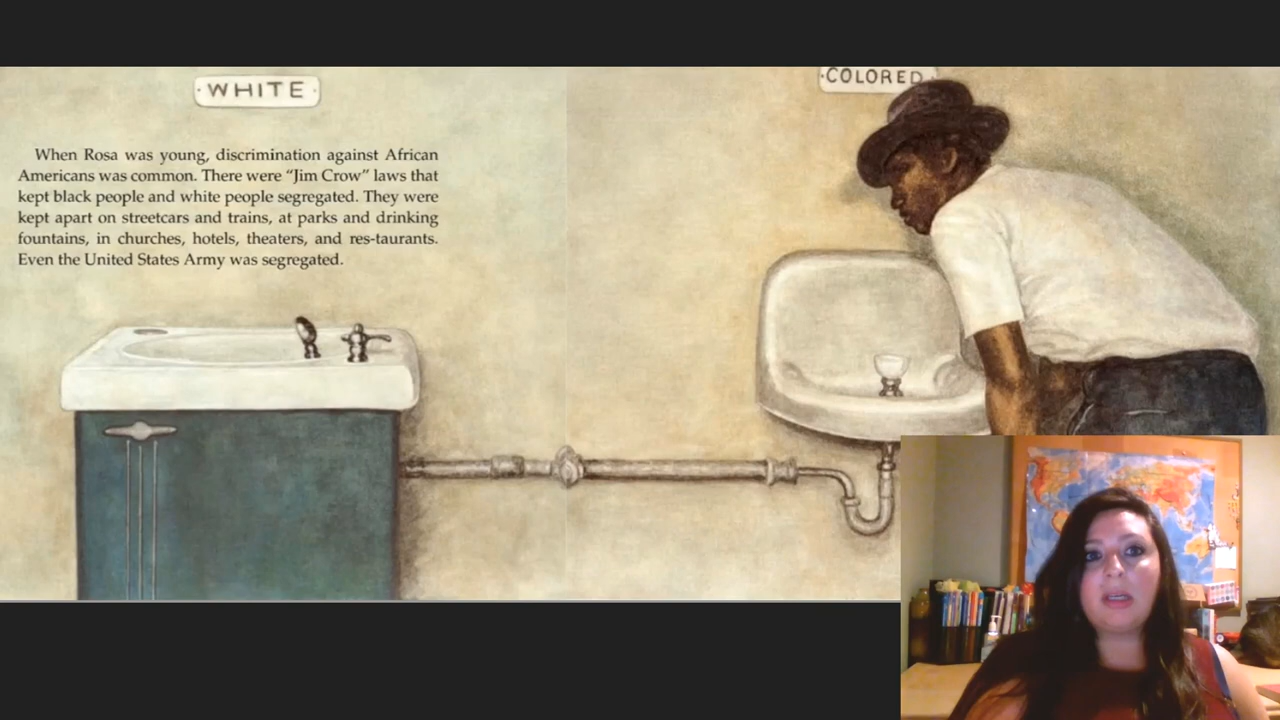 · WHITE ·
· COLORED ·
When Rosa was young, discrimination against African
Americans was common. There were “Jim Crow” laws that
kept black people and white people segregated. They were
kept apart on streetcars and trains, at parks and drinking
fountains, in churches, hotels, theaters, and res-taurants.
Even the United States Army was segregated.